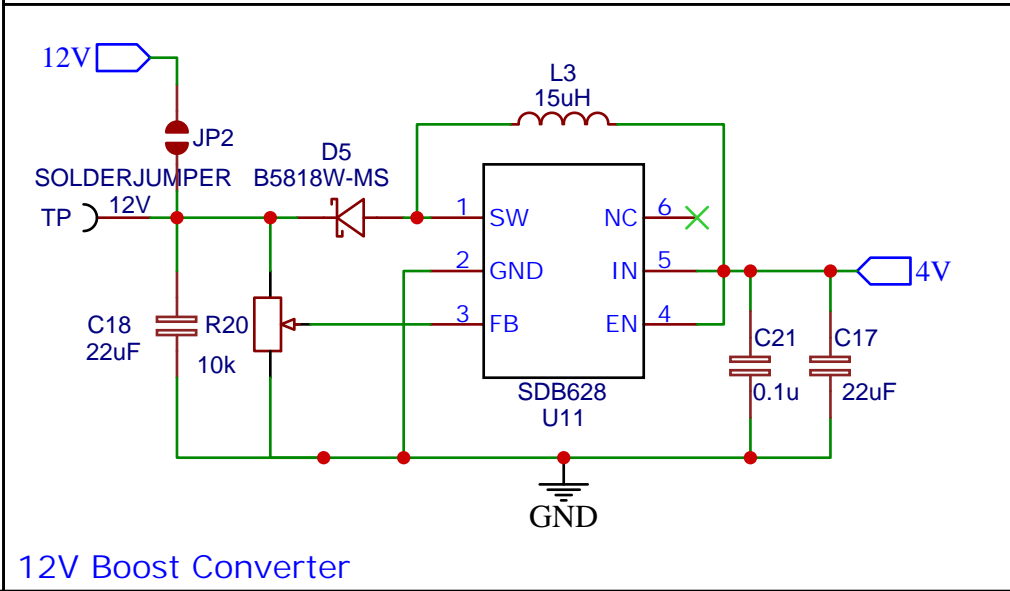 12V
JP2
SOLDERJUMPER
12V
TP
D5
B5818W-MS
L3
15uH
1
SW
NC
6
2
GND
IN
5
4V
3
FB
EN
4
C18
22uF
R20
10k
SDB628
U11
C21
0.1u
C17
22uF
GND
12V Boost Converter